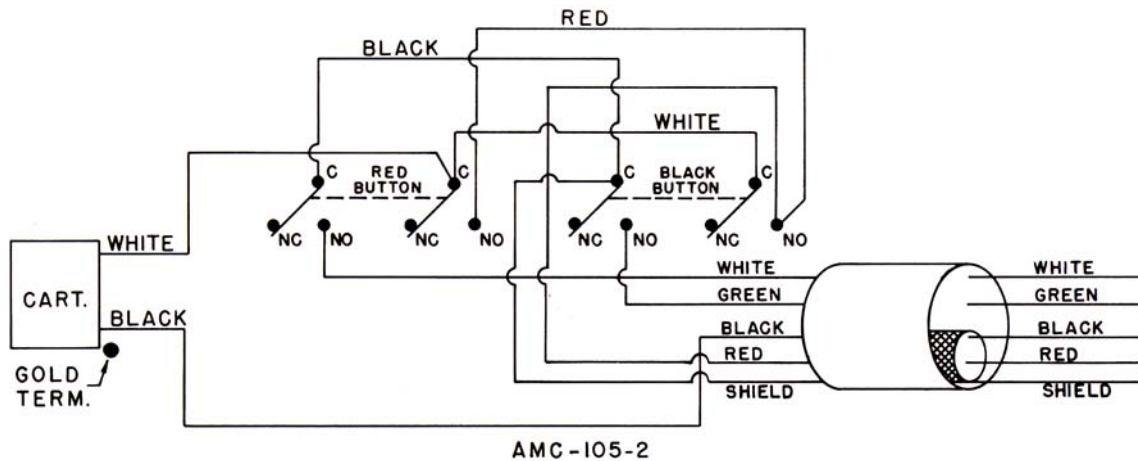 RED
BLACK
WHITE
C
RED
BUTTON
C
C
BLACK
BUTTON
C
NC
NO
NC
NO
NC
NO
NC
NO
WHITE
CART.
BLACK
GOLD
TERM.
WHITE
GREEN
BLACK
RED
SHIELD
WHITE
GREEN
BLACK
RED
SHIELD
AMC-105-2